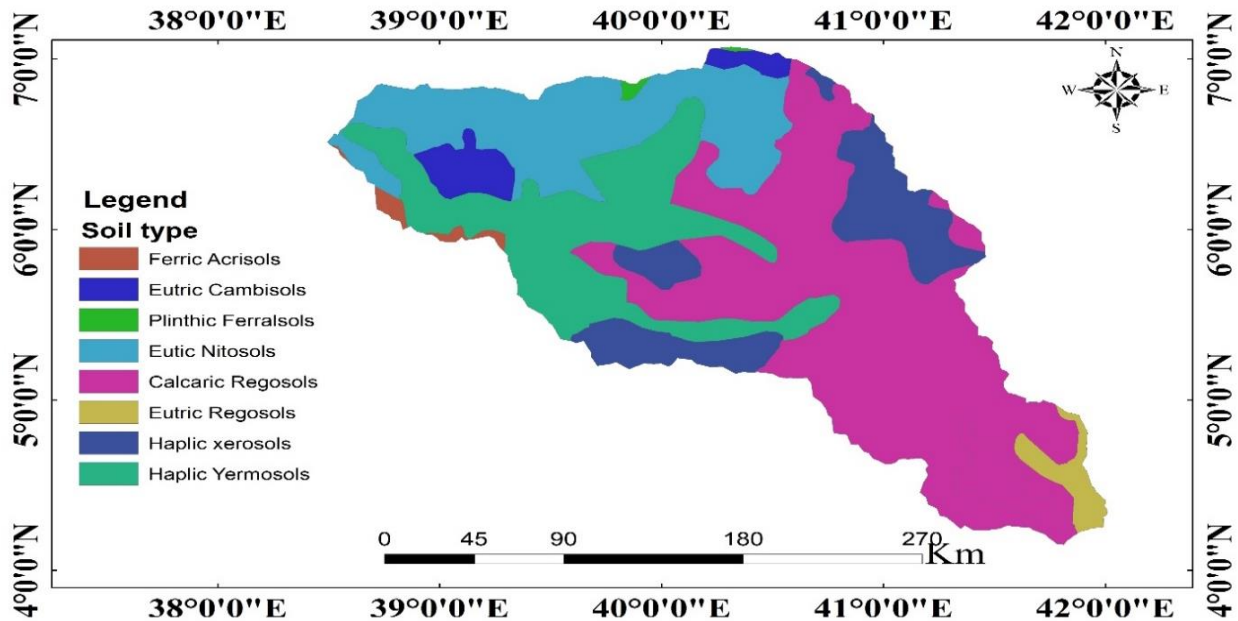 38°0'0"E 39°0'0"E 40°0'0"E 41°0'0"E 42°0'0"E
7°0'0"N
7°0'0"N
N
W E
S
Legend
Soil type
Ferric Acrisols
Eutric Cambisols
Plinthic Ferralsols
Eutic Nitosols
Calcaric Regosols
Eutric Regosols
Haplic xerosols
Haplic Yermosols
6°0'0"N
6°0'0"N
5°0'0"N
5°0'0"N
0 45 90 180 270
Km
4°0'0"N
4°0'0"N
38°0'0"E 39°0'0"E 40°0'0"E 41°0'0"E 42°0'0"E